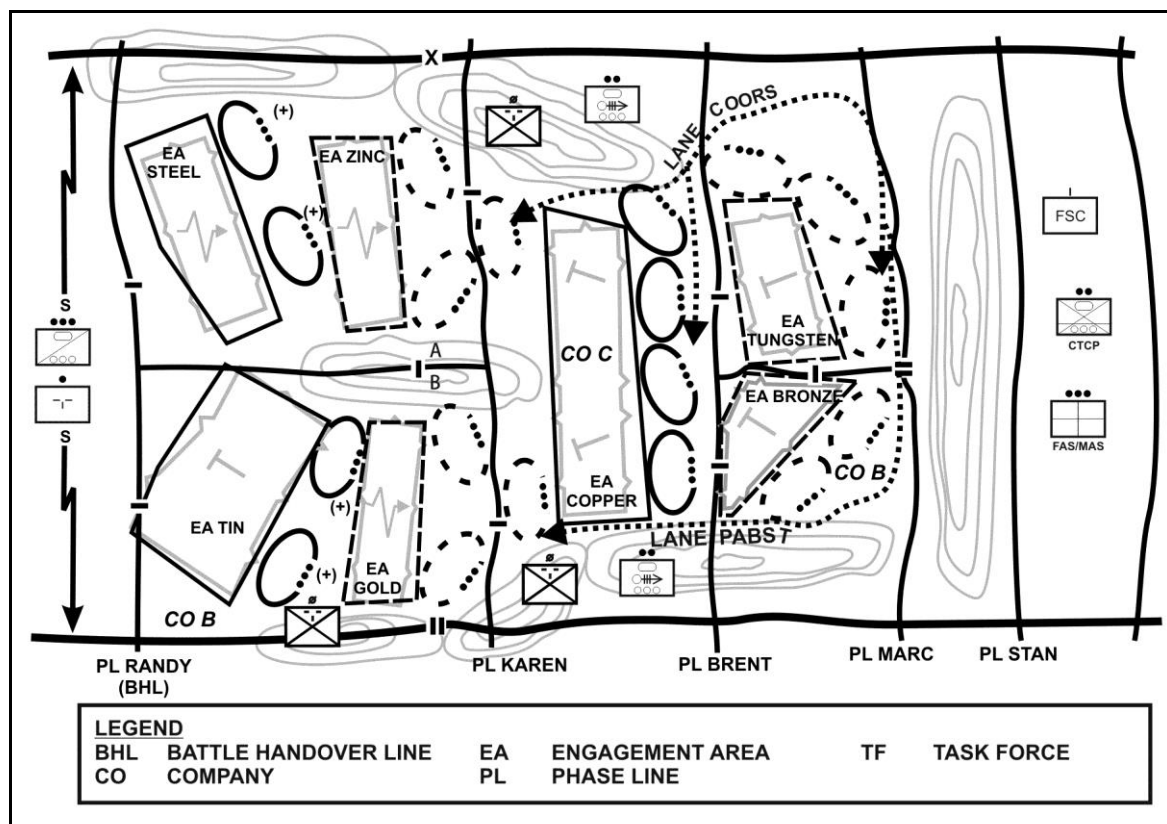 X
(+)
EA
STEEL
EA ZINC
(+)
LANE COORS
S
FSC
A
B
CO C
EA
TUNGSTEN
EA BRONZE
CTCP
S
EA TIN
(+)
EA
GOLD
(+)
EA
COPPER
CO B
FAS/MAS
LANE PABST
CO B
PL RANDY
(BHL)
PL KAREN
PL BRENT
PL MARC
PL STAN
LEGEND
BHL BATTLE HANDOVER LINE EA ENGAGEMENT AREA TF TASK FORCE
CO COMPANY PL PHASE LINE